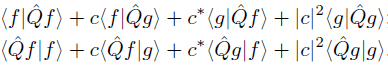 ⟨f|Q̂f⟩ + c⟨f|Q̂g⟩ + c*⟨g|Q̂f⟩ + |c|²⟨g|Q̂g⟩
⟨Q̂f|f⟩ + c⟨Q̂f|g⟩ + c*⟨Q̂g|f⟩ + |c|²⟨Q̂g|g⟩.